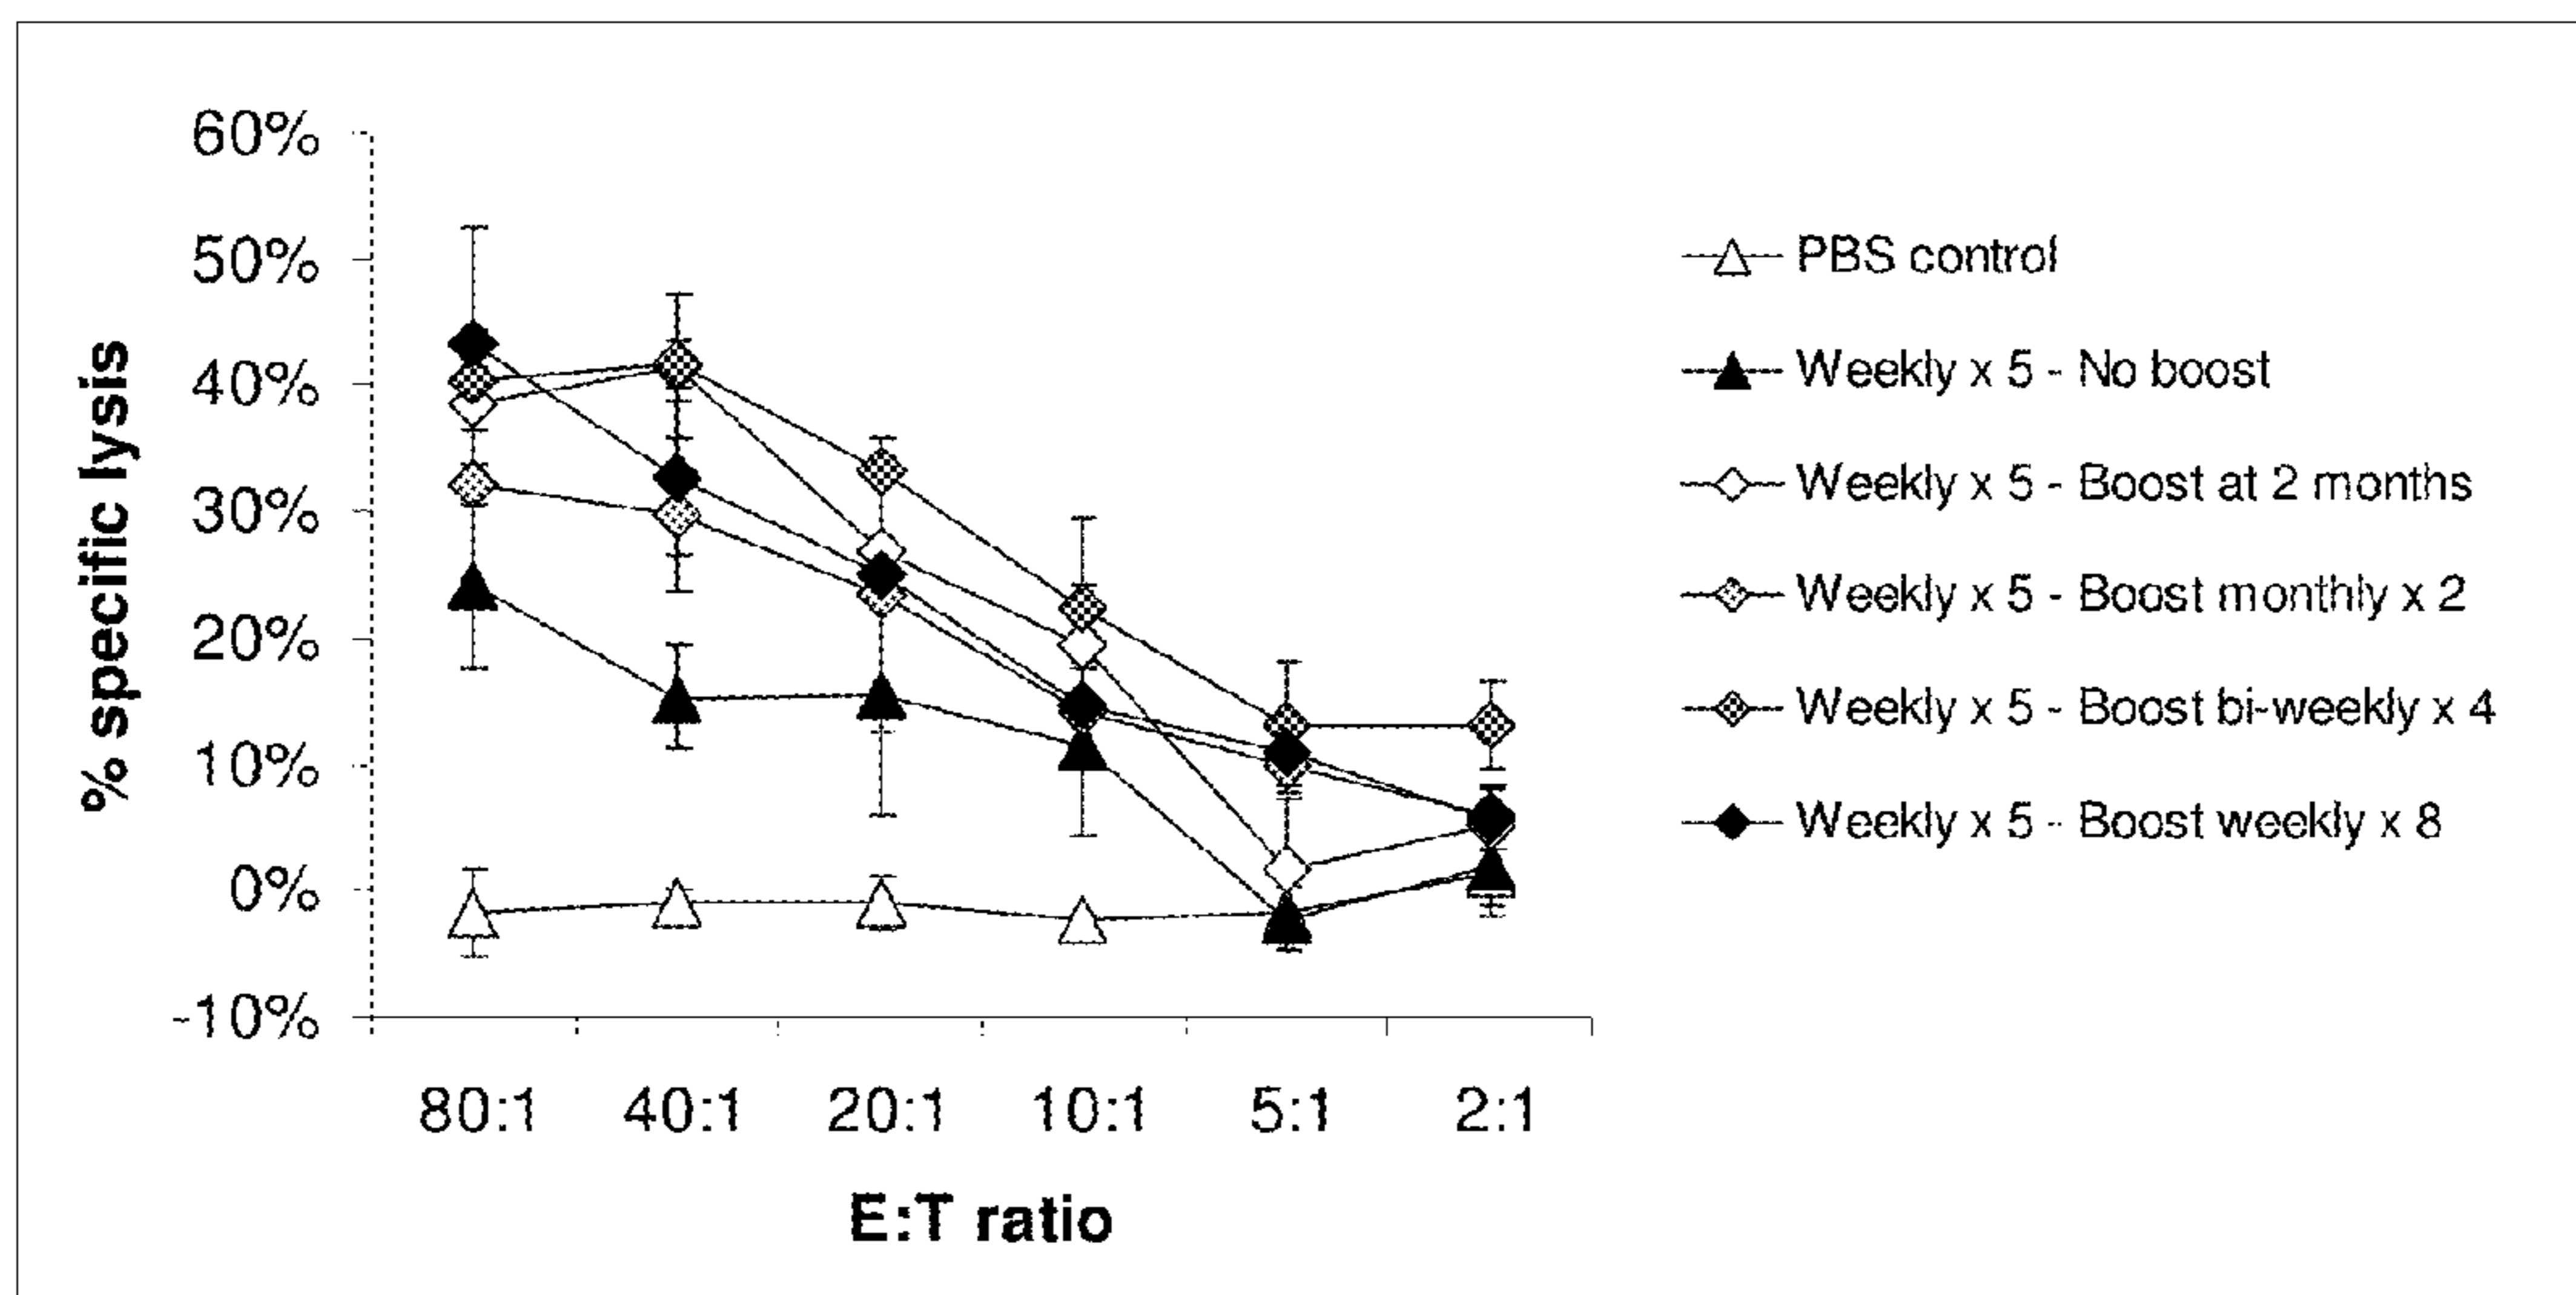 60%
50%
40%
30%
20%
10%
0%
-10%
% specific lysis
80:1 40:1 20:1 10:1 5:1 2:1
E:T ratio
PBS control
Weekly x 5 - No boost
Weekly x 5 - Boost at 2 months
Weekly x 5 - Boost monthly x 2
Weekly x 5 - Boost bi-weekly x 4
Weekly x 5 - Boost weekly x 8